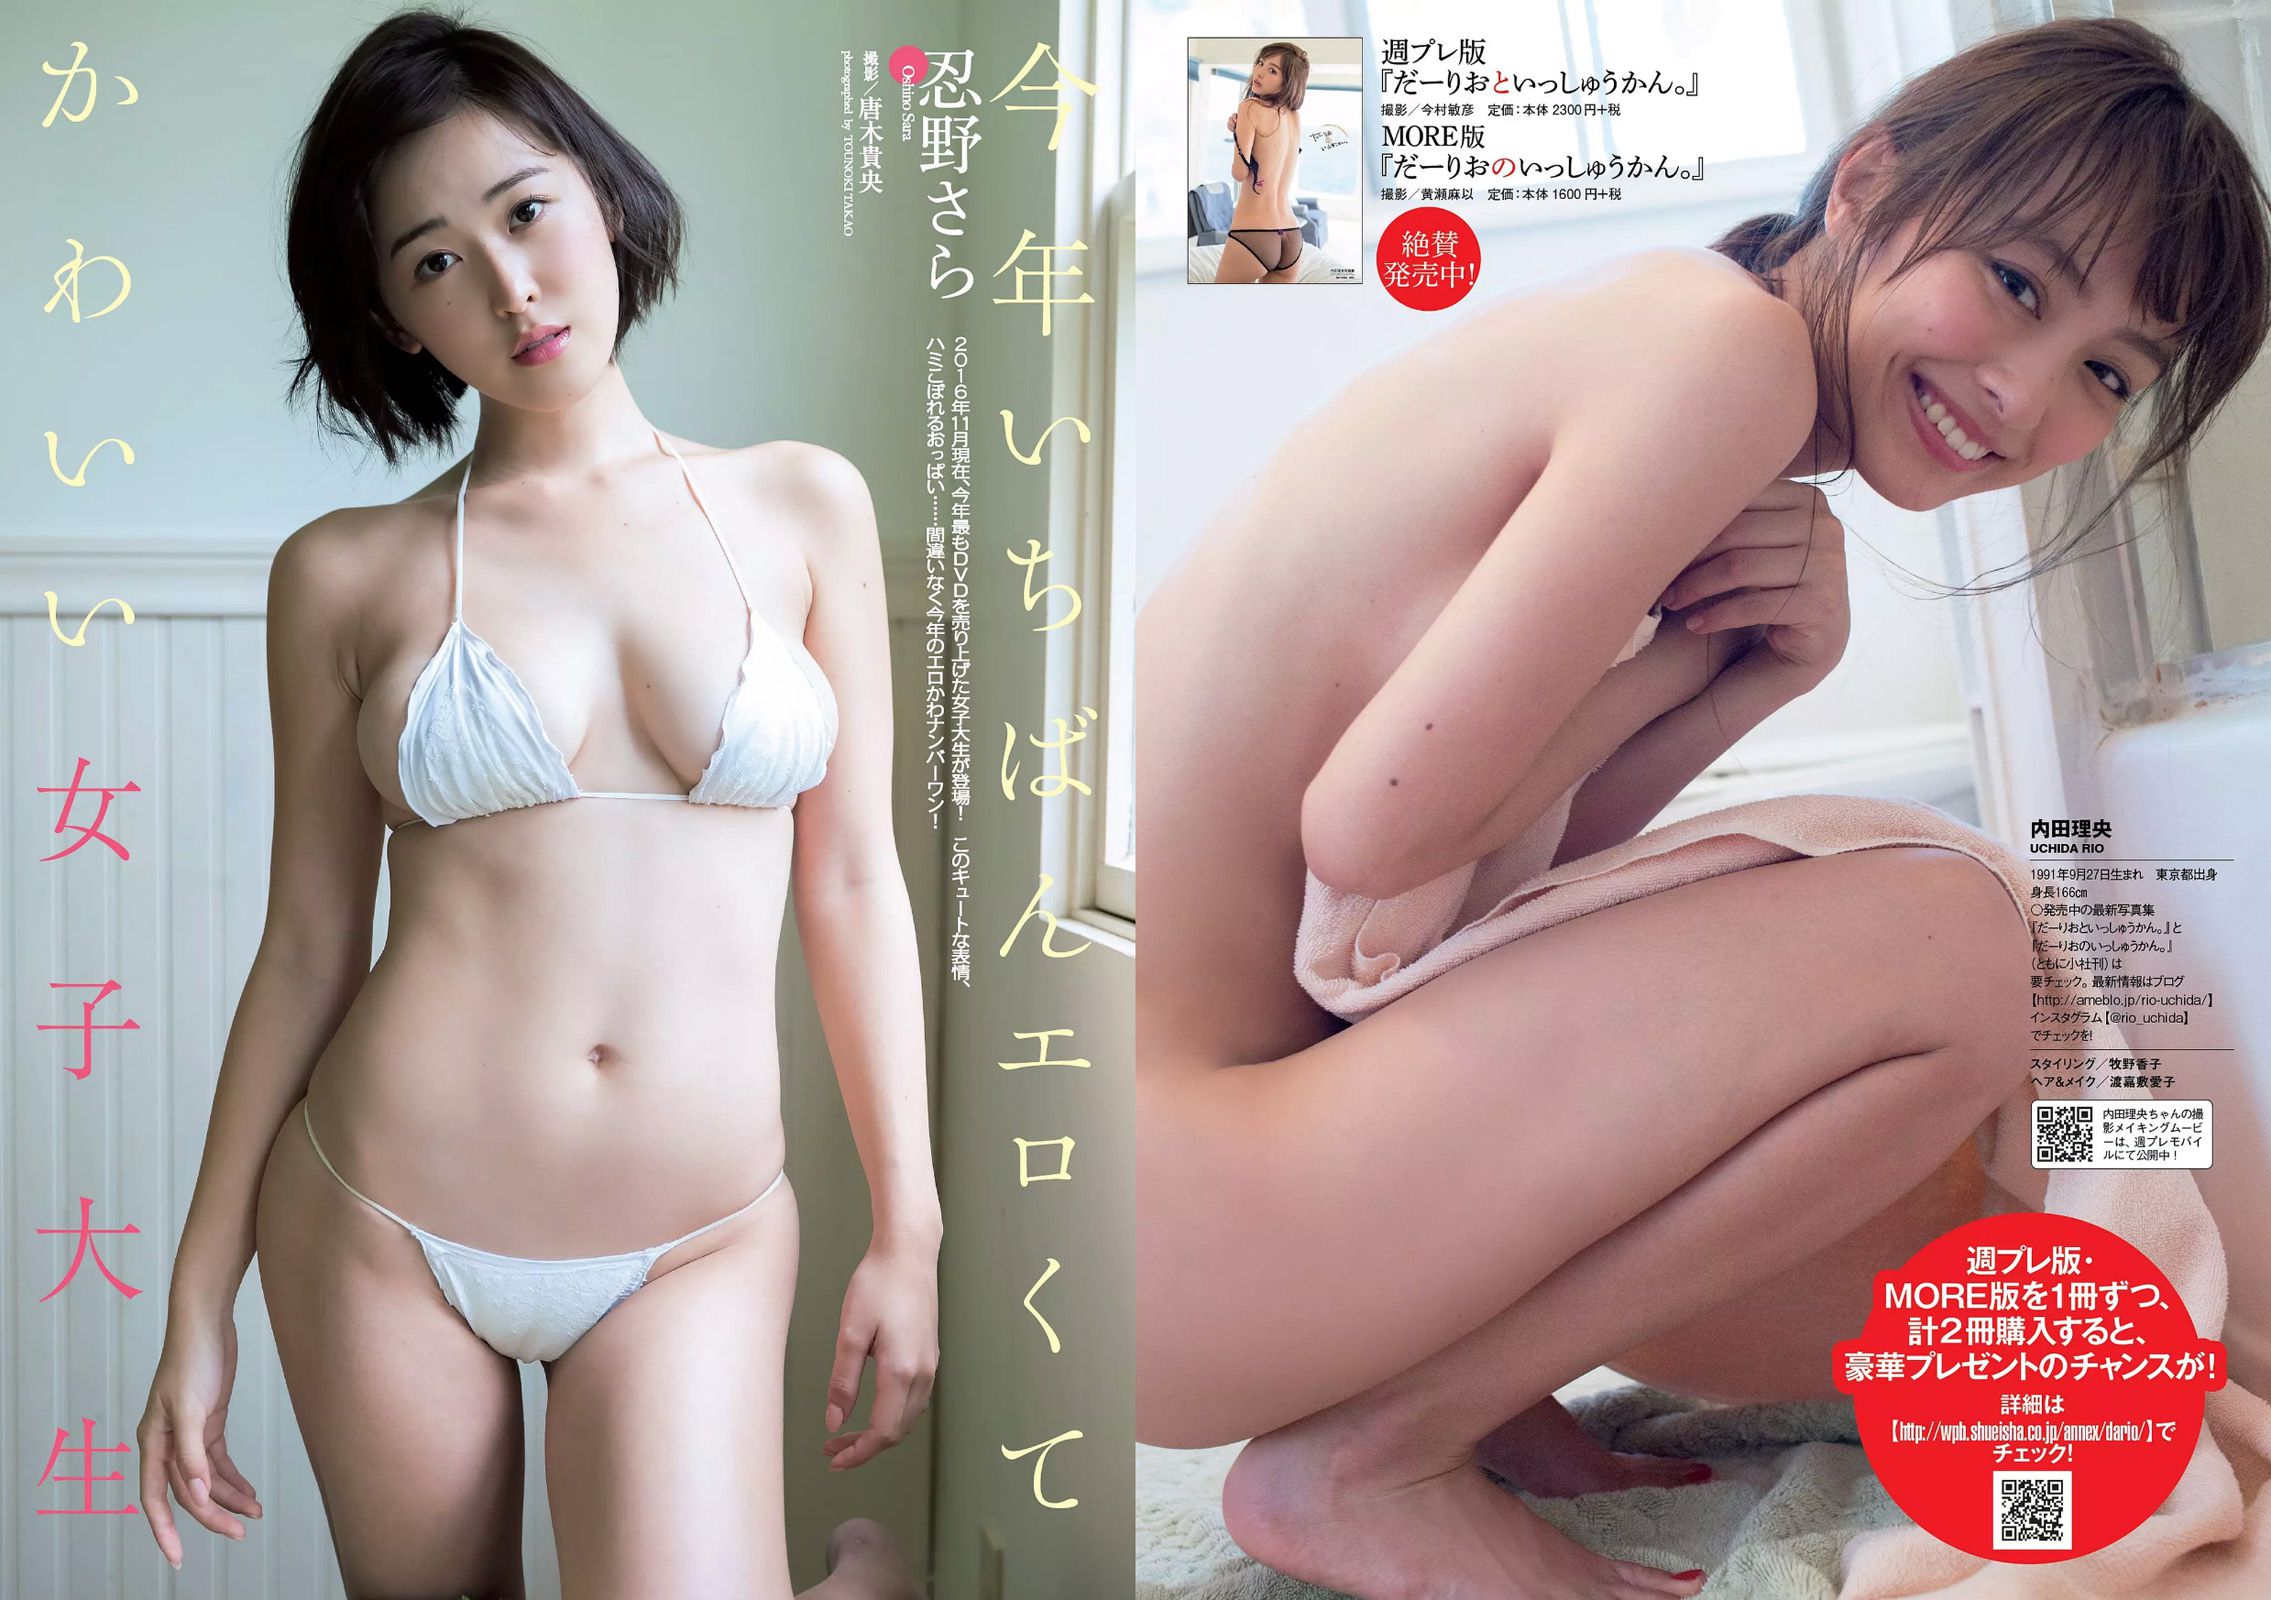 今年いちばんエロくて
かわいい女子大生
忍野さら
Oshino Sara
撮影／唐木貴央
photographed by TOUNOKI TAKAO
2016年11月現在、今年最もDVDを売り上げた女子大生が登場！　このキュートな表情、
ハミこぼれるおっぱい……間違いなく今年のエロかわナンバーワン！
週プレ版
『だーりおといっしゅうかん。』
撮影／今村敏彦　定価：本体 2300円+税
MORE版
『だーりおのいっしゅうかん。』
撮影／黄瀬麻以　定価：本体 1600円+税
絶賛
発売中！
内田理央
UCHIDA RIO
1991年9月27日生まれ　東京都出身
身長166㎝
○発売中の最新写真集
『だーりおといっしゅうかん。』と
『だーりおのいっしゅうかん。』
（ともに小社刊）は
要チェック。最新情報はブログ
【http://ameblo.jp/rio-uchida/】
インスタグラム【@rio_uchida】
でチェックを!
スタイリング／牧野香子
ヘア&メイク／渡嘉敷愛子
内田理央ちゃんの撮
影メイキングムービ
ーは、週プレモバイ
ルにて公開中！
週プレ版・
MORE版を1冊ずつ、
計2冊購入すると、
豪華プレゼントのチャンスが！
詳細は
【http://wpb.shueisha.co.jp/annex/dario/】で
チェック！